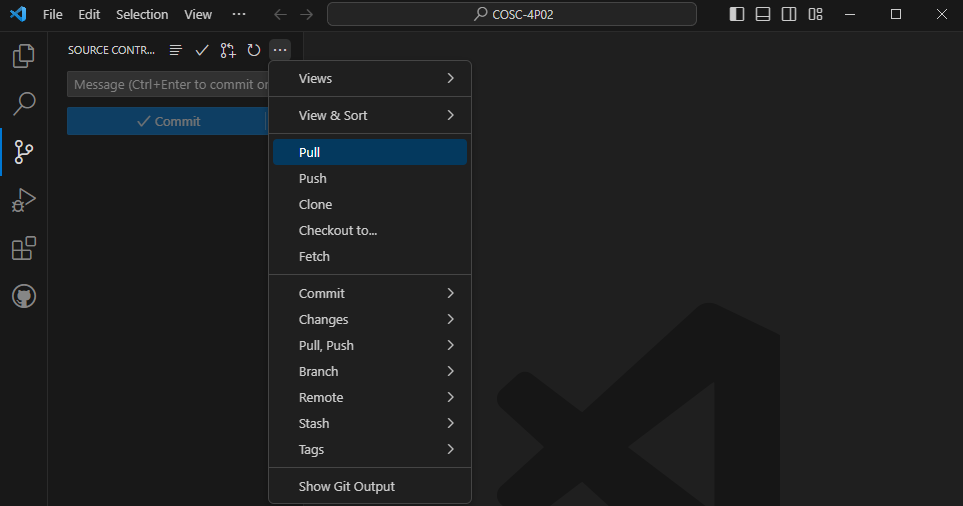 File Edit Selection View ··· COSC-4P02
SOURCE CONTR... ···
Message (Ctrl+Enter to commit or
Commit
Views
View & Sort
Pull
Push
Clone
Checkout to...
Fetch
Commit
Changes
Pull, Push
Branch
Remote
Stash
Tags
Show Git Output